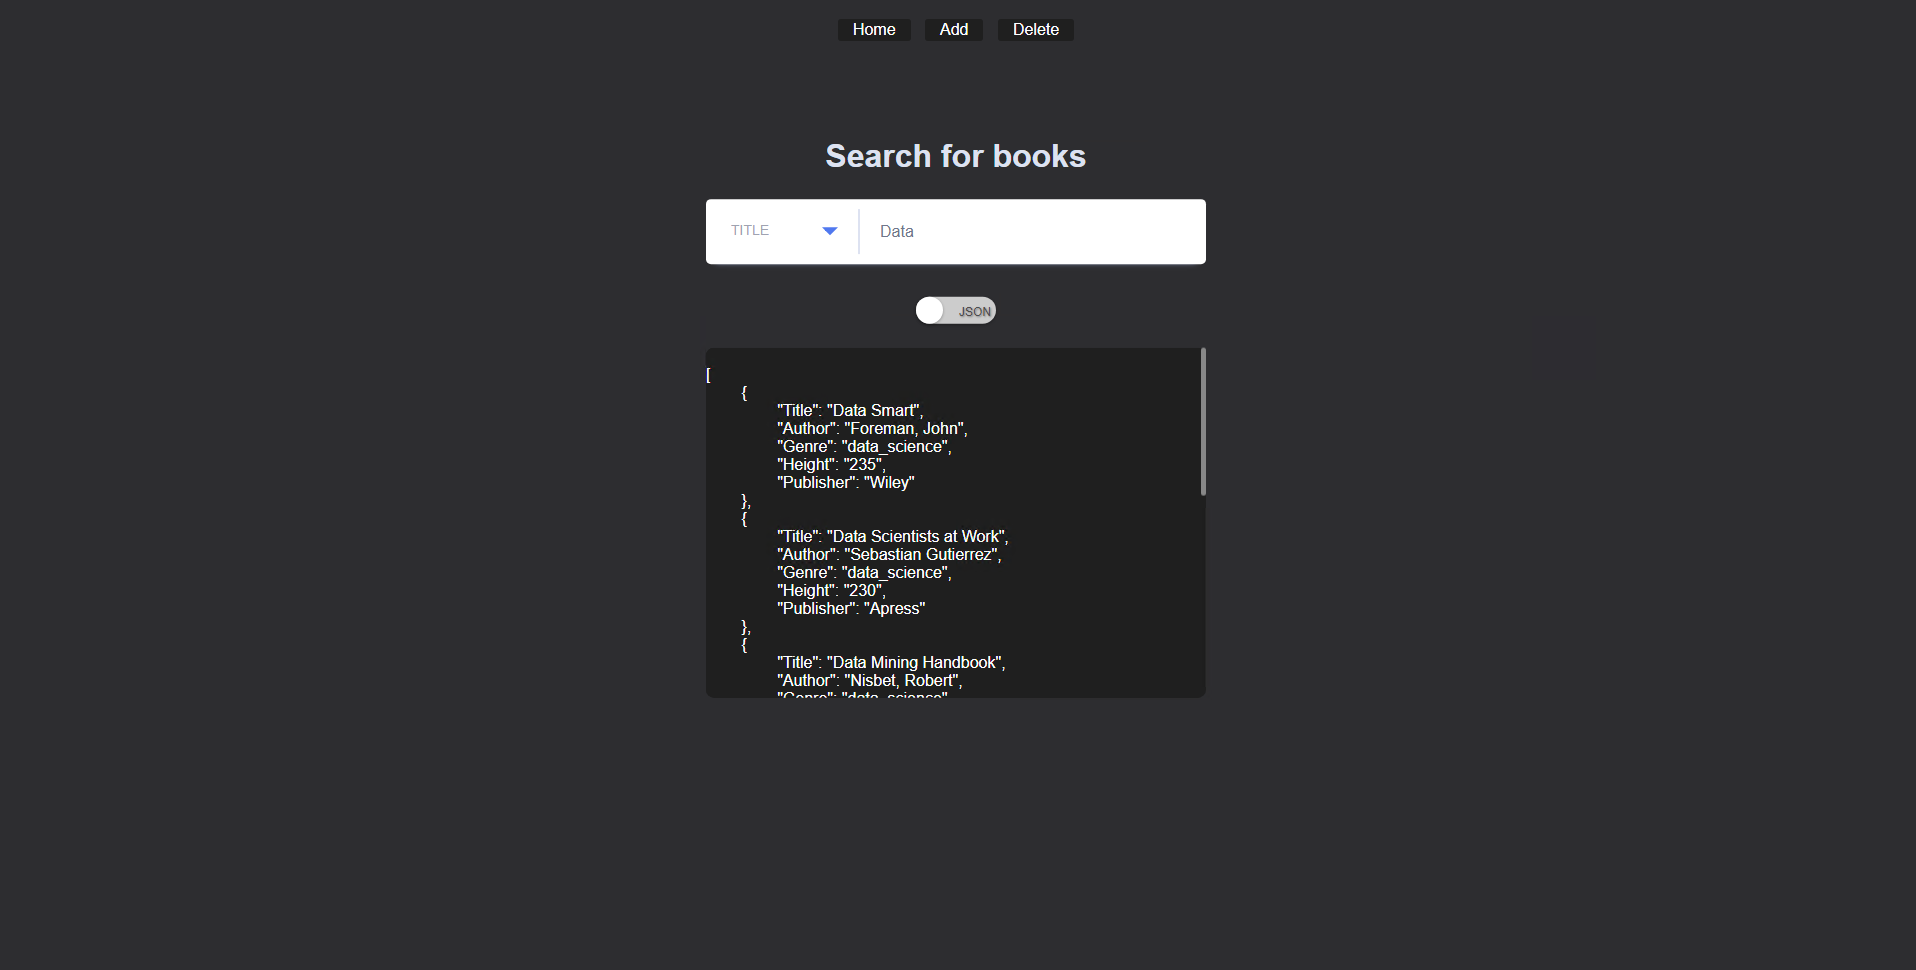 Home Add Delete
Search for books
TITLE Data
JSON
[
{
"Title": "Data Smart",
"Author": "Foreman, John",
"Genre": "data_science",
"Height": "235",
"Publisher": "Wiley"
},
{
"Title": "Data Scientists at Work",
"Author": "Sebastian Gutierrez",
"Genre": "data_science",
"Height": "230",
"Publisher": "Apress"
},
{
"Title": "Data Mining Handbook",
"Author": "Nisbet, Robert",
"Genre": "data_science"